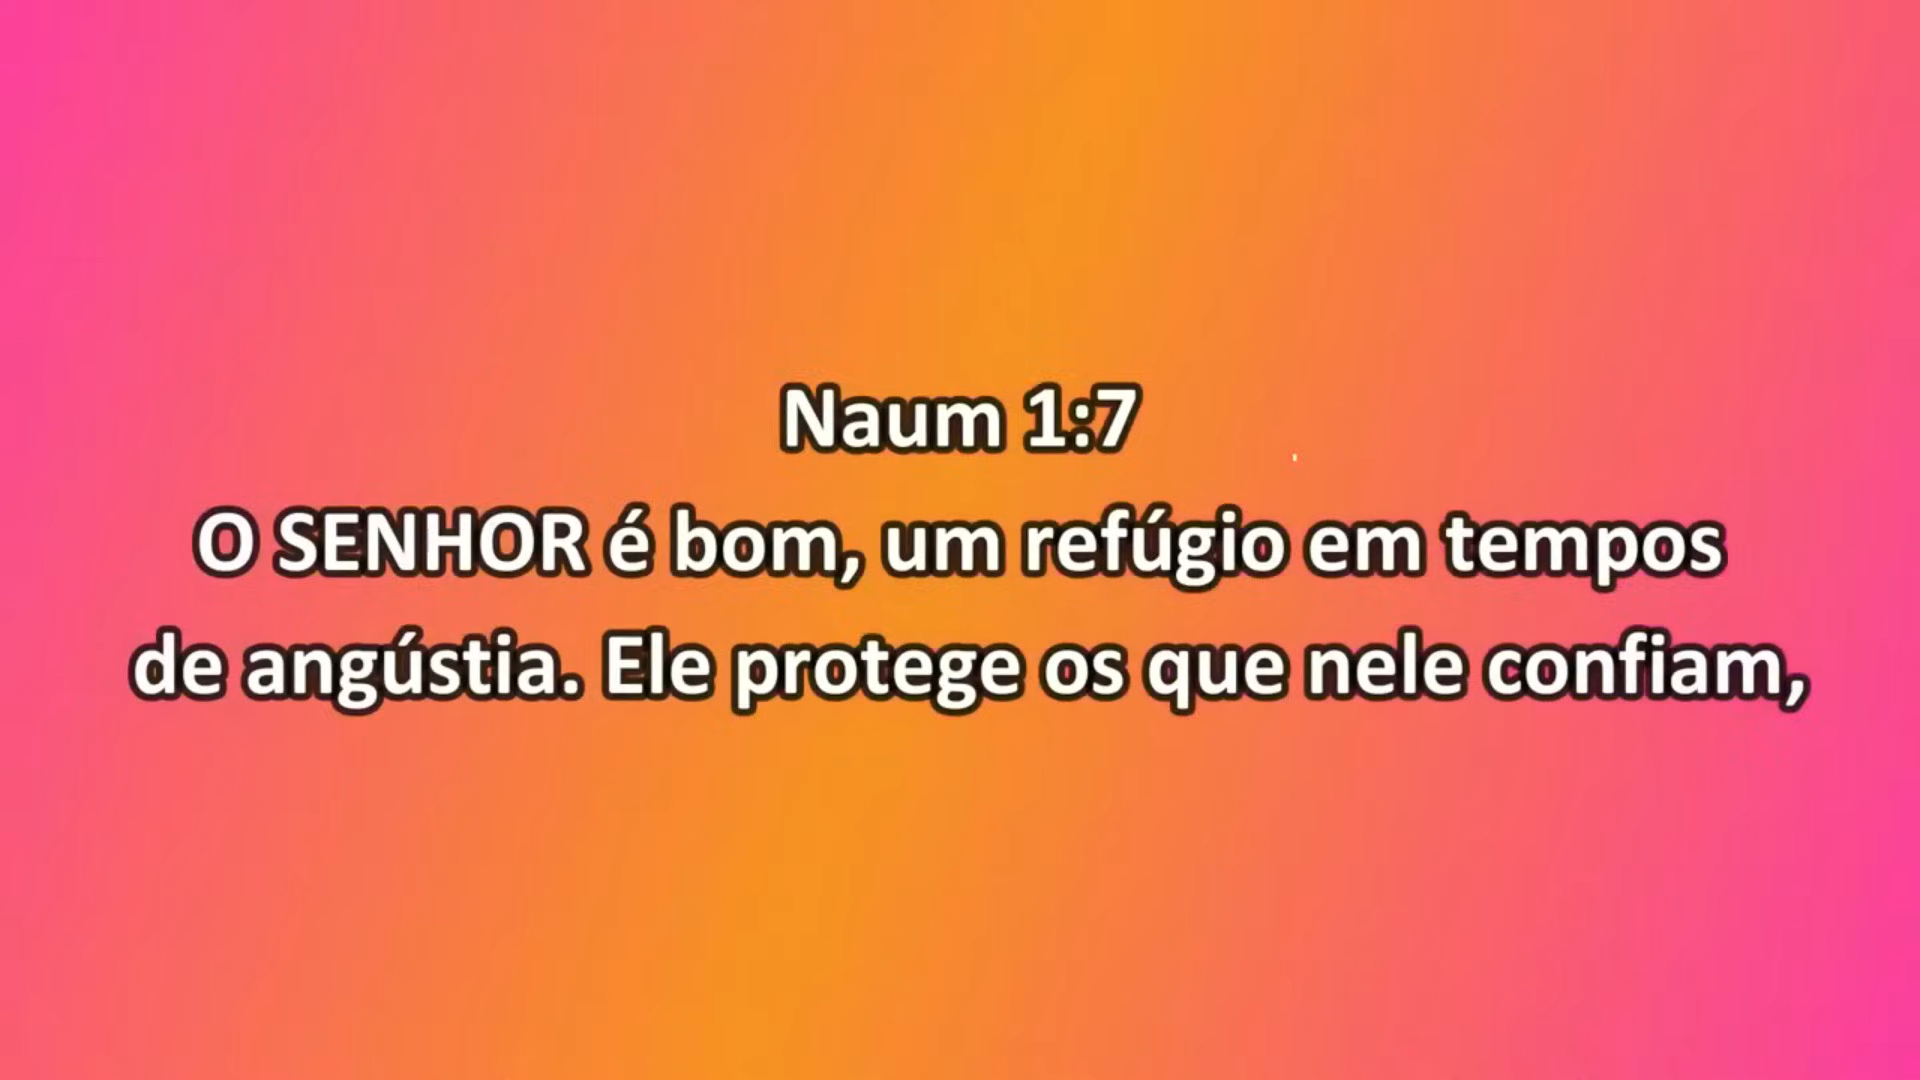 Naum 1:7
O SENHOR é bom, um refúgio em tempos
de angústia. Ele protege os que nele confiam,